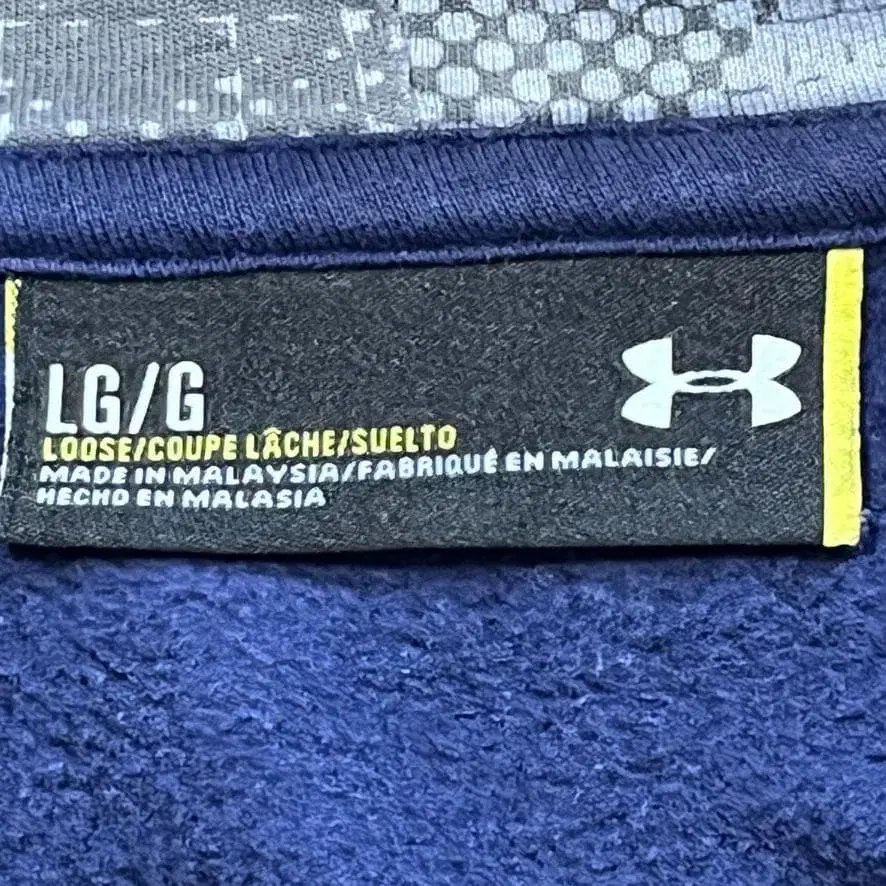 LG/G
LOOSE/COUPE LÂCHE/SUELTO
MADE IN MALAYSIA/FABRIQUÉ EN MALAISIE/
HECHO EN MALASIA